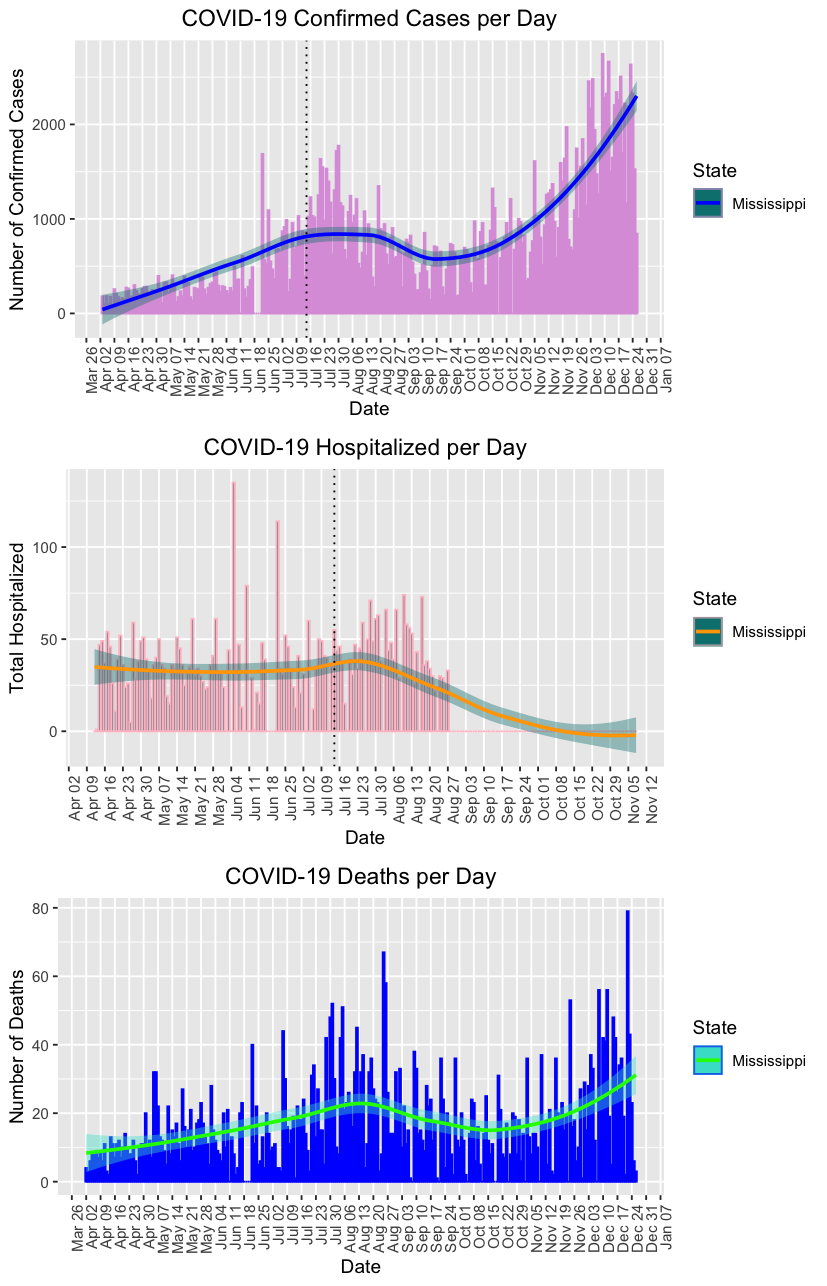 COVID-19 Confirmed Cases per Day
Number of Confirmed Cases
2000
1000
0
Mar 26
Apr 02
Apr 09
Apr 16
Apr 23
Apr 30
May 07
May 14
May 21
May 28
Jun 04
Jun 11
Jun 18
Jun 25
Jul 02
Jul 09
Jul 16
Jul 23
Jul 30
Aug 06
Aug 13
Aug 20
Aug 27
Sep 03
Sep 10
Sep 17
Sep 24
Oct 01
Oct 08
Oct 15
Oct 22
Oct 29
Nov 05
Nov 12
Nov 19
Nov 26
Dec 03
Dec 10
Dec 17
Dec 24
Dec 31
Jan 07
Date
State
Mississippi
COVID-19 Hospitalized per Day
Total Hospitalized
100
50
0
Apr 02
Apr 09
Apr 16
Apr 23
Apr 30
May 07
May 14
May 21
May 28
Jun 04
Jun 11
Jun 18
Jun 25
Jul 02
Jul 09
Jul 16
Jul 23
Jul 30
Aug 06
Aug 13
Aug 20
Aug 27
Sep 03
Sep 10
Sep 17
Sep 24
Oct 01
Oct 08
Oct 15
Oct 22
Oct 29
Nov 05
Nov 12
Date
State
Mississippi
COVID-19 Deaths per Day
Number of Deaths
80
60
40
20
0
Mar 26
Apr 02
Apr 09
Apr 16
Apr 23
Apr 30
May 07
May 14
May 21
May 28
Jun 04
Jun 11
Jun 18
Jun 25
Jul 02
Jul 09
Jul 16
Jul 23
Jul 30
Aug 06
Aug 13
Aug 20
Aug 27
Sep 03
Sep 10
Sep 17
Sep 24
Oct 01
Oct 08
Oct 15
Oct 22
Oct 29
Nov 05
Nov 12
Nov 19
Nov 26
Dec 03
Dec 10
Dec 17
Dec 24
Dec 31
Jan 07
Date
State
Mississippi